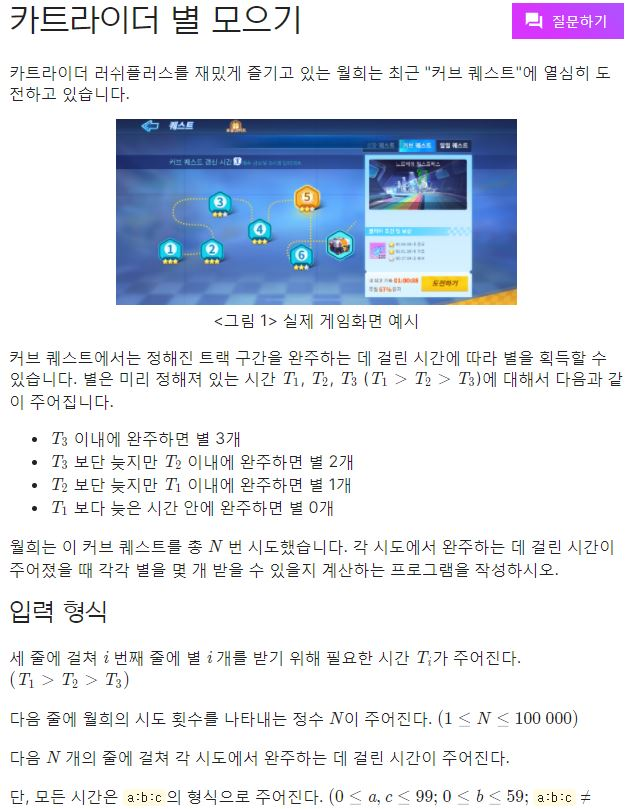 카트라이더 별 모으기
질문하기
카트라이더 러쉬플러스를 재밌게 즐기고 있는 월희는 최근 "커브 퀘스트"에 열심히 도
전하고 있습니다.
퀘스트
커브 퀘스트 일일 퀘스트
커브 퀘스트 갱신 시간
3
5
4
1
2
6
도전하기
<그림 1> 실제 게임화면 예시
커브 퀘스트에서는 정해진 트랙 구간을 완주하는 데 걸린 시간에 따라 별을 획득할 수
있습니다. 별은 미리 정해져 있는 시간 T₁, T₂, T₃ (T₁ > T₂ > T₃)에 대해서 다음과 같
이 주어집니다.
• T₃ 이내에 완주하면 별 3개
• T₃ 보단 늦지만 T₂ 이내에 완주하면 별 2개
• T₂ 보단 늦지만 T₁ 이내에 완주하면 별 1개
• T₁ 보다 늦은 시간 안에 완주하면 별 0개
월희는 이 커브 퀘스트를 총 N 번 시도했습니다. 각 시도에서 완주하는 데 걸린 시간이
주어졌을 때 각각 별을 몇 개 받을 수 있을지 계산하는 프로그램을 작성하시오.
입력 형식
세 줄에 걸쳐 i 번째 줄에 별 i 개를 받기 위해 필요한 시간 Tᵢ가 주어진다.
(T₁ > T₂ > T₃)
다음 줄에 월희의 시도 횟수를 나타내는 정수 N이 주어진다. (1 ≤ N ≤ 100 000)
다음 N 개의 줄에 걸쳐 각 시도에서 완주하는 데 걸린 시간이 주어진다.
단, 모든 시간은 a:b:c 의 형식으로 주어진다. (0 ≤ a, c ≤ 99; 0 ≤ b ≤ 59; a:b:c ≠